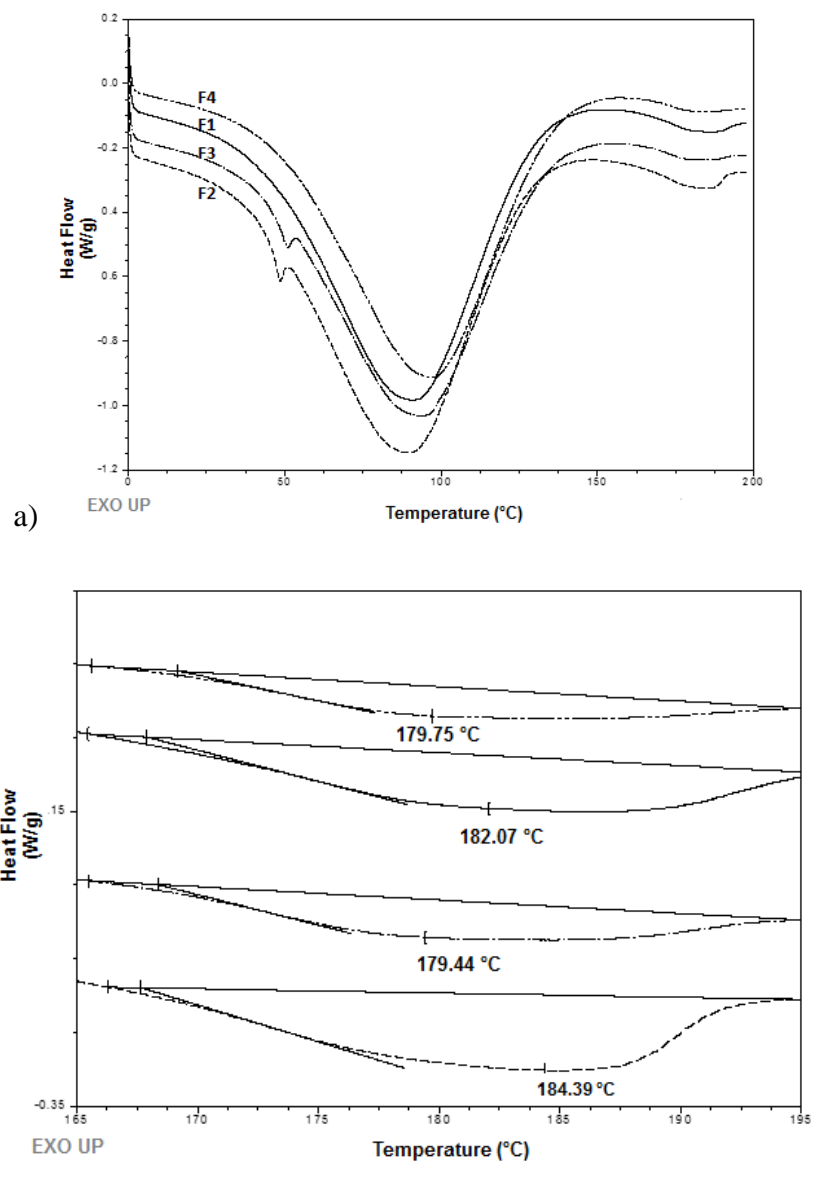 0.2
0.0
-0.2
0.4
0.6
-0.8
-1.0
-1.2
Heat Flow
(W/g)
F4
F1
F3
F2
0
50
100
150
200
EXO UP
Temperature (°C)
a)
Heat Flow
(W/g)
.15
-0.35
179.75 °C
182.07 °C
179.44 °C
184.39 °C
165
170
175
180
185
190
195
EXO UP
Temperature (°C)